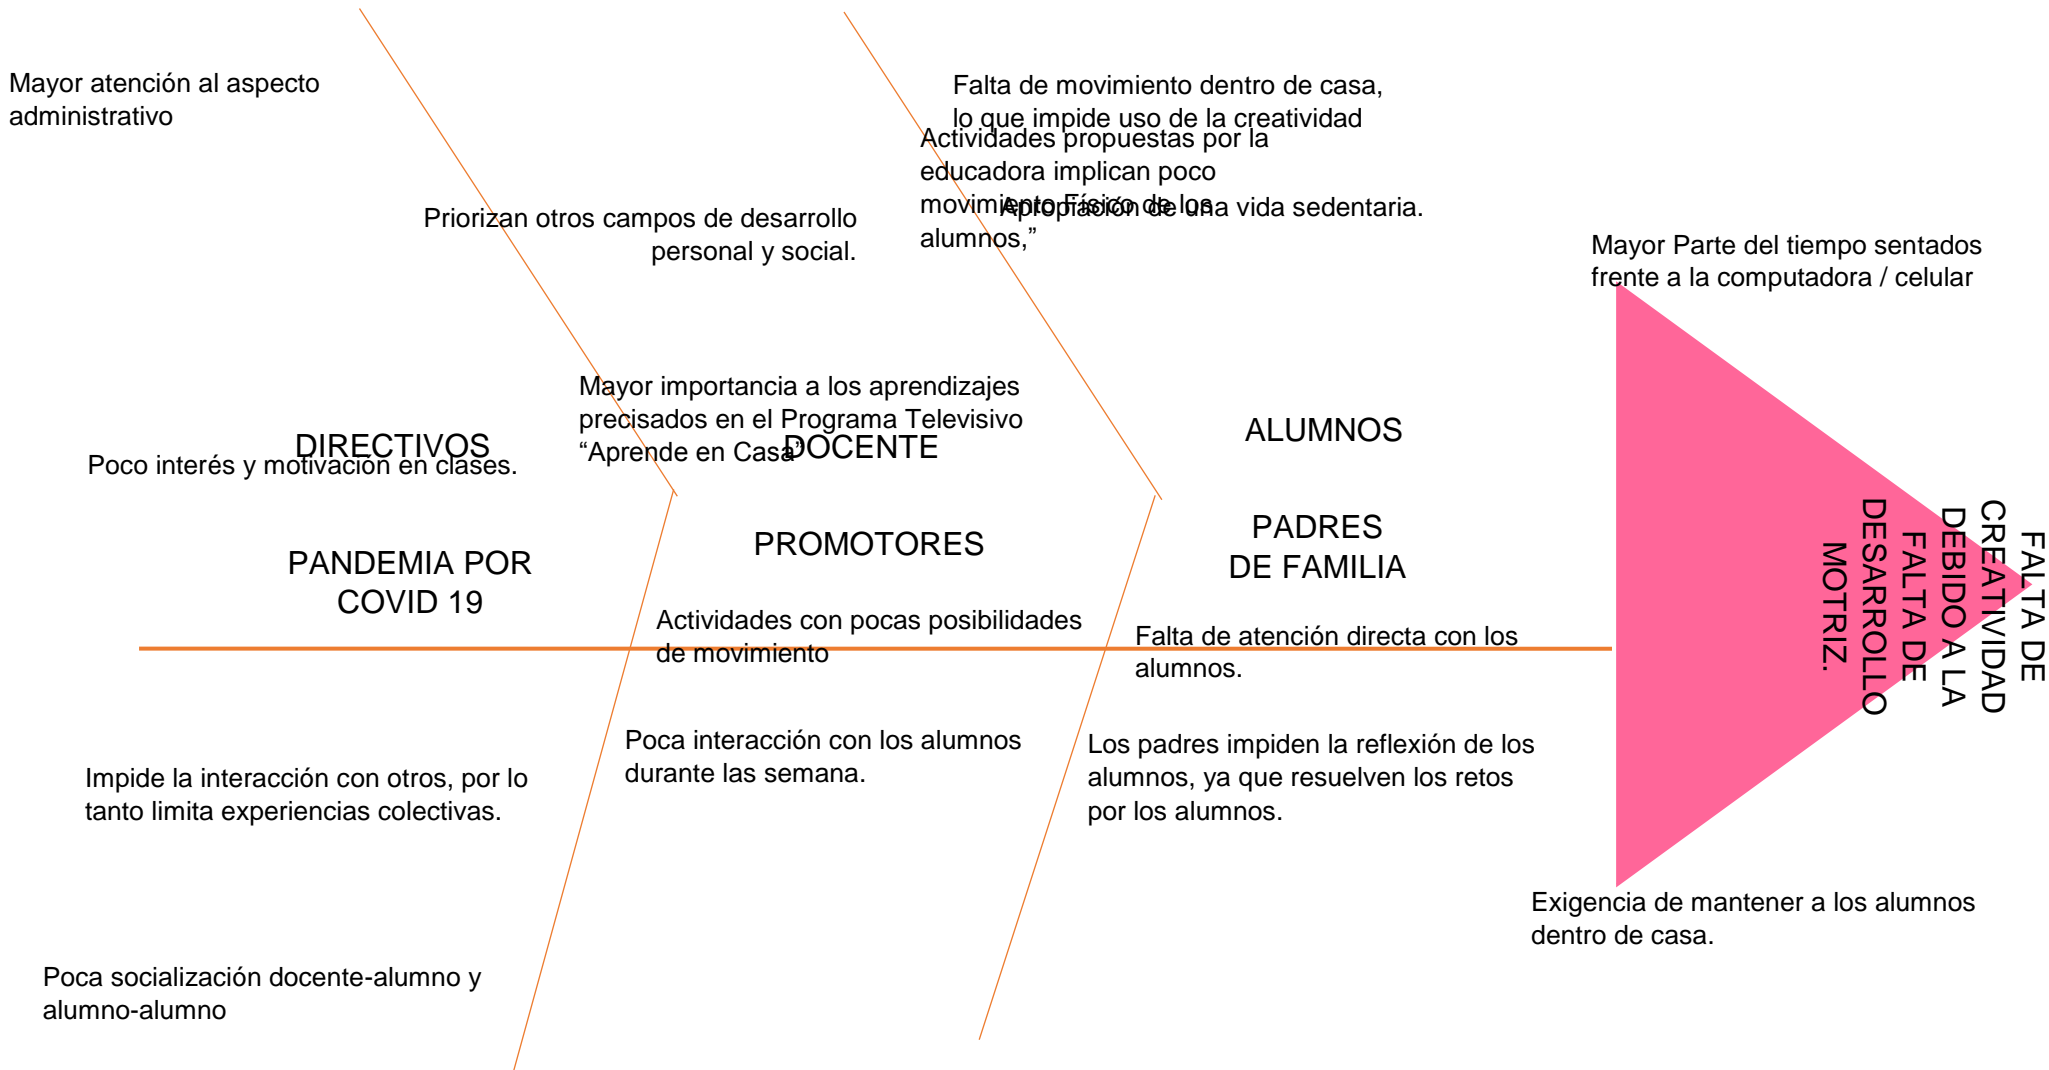 Mayor atención al aspecto
administrativo
Falta de movimiento dentro de casa,
lo que impide uso de la creatividad
Actividades propuestas por la
educadora implican poco
movimiento Físico de los
alumnos,”
Apropiación de una vida sedentaria.
Priorizan otros campos de desarrollo
personal y social.
Mayor Parte del tiempo sentados
frente a la computadora / celular
Mayor importancia a los aprendizajes
precisados en el Programa Televisivo
“Aprende en Casa”
DIRECTIVOS
DOCENTE
ALUMNOS
Poco interés y motivación en clases.
PANDEMIA POR
COVID 19
PROMOTORES
PADRES
DE FAMILIA
FALTA DE
CREATIVIDAD
DEBIDO A LA
FALTA DE
DESARROLLO
MOTRIZ.
Actividades con pocas posibilidades
de movimiento
Falta de atención directa con los
alumnos.
Impide la interacción con otros, por lo
tanto limita experiencias colectivas.
Poca interacción con los alumnos
durante las semana.
Los padres impiden la reflexión de los
alumnos, ya que resuelven los retos
por los alumnos.
Exigencia de mantener a los alumnos
dentro de casa.
Poca socialización docente-alumno y
alumno-alumno